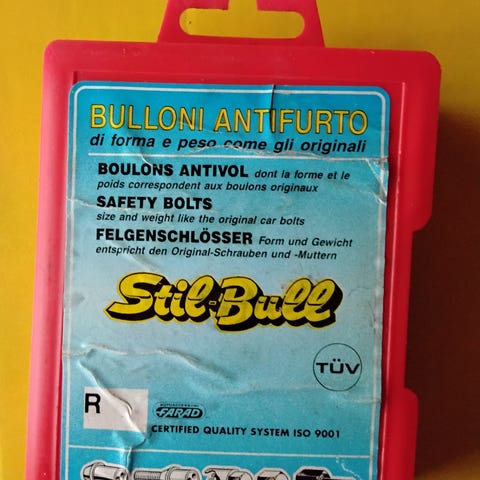 BULLONI ANTIFURTO
di forma e peso come gli originali
BOULONS ANTIVOL dont la forme et le
poids correspondent aux boulons originaux
SAFETY BOLTS
size and weight like the original car bolts
FELGENSCHLÖSSER Form und Gewicht
entspricht den Original-Schrauben und -Muttern
Stil-Bull
TÜV
R
FARAD
CERTIFIED QUALITY SYSTEM ISO 9001